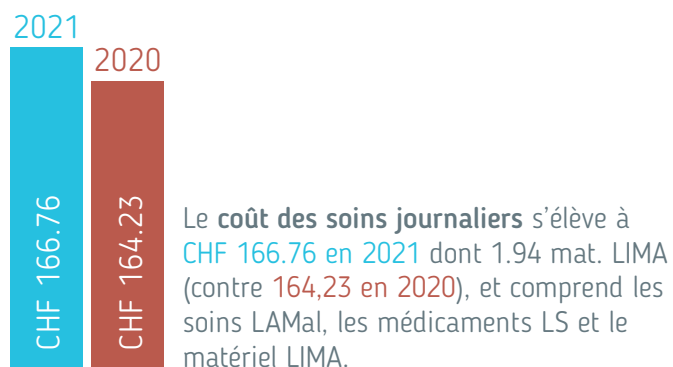 2021
2020
CHF 166.76
CHF 164.23
Le coût des soins journaliers s'élève à
CHF 166.76 en 2021 dont 1.94 mat. LIMA
(contre 164,23 en 2020), et comprend les
soins LAMal, les médicaments LS et le
matériel LIMA.